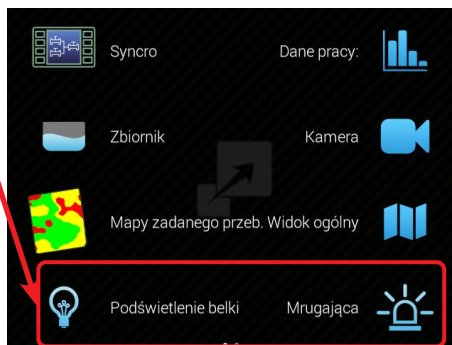 Syncro Dane pracy:
Zbiornik Kamera
Mapy zadanego przeb. Widok ogólny
Podświetlenie belki Mrugająca